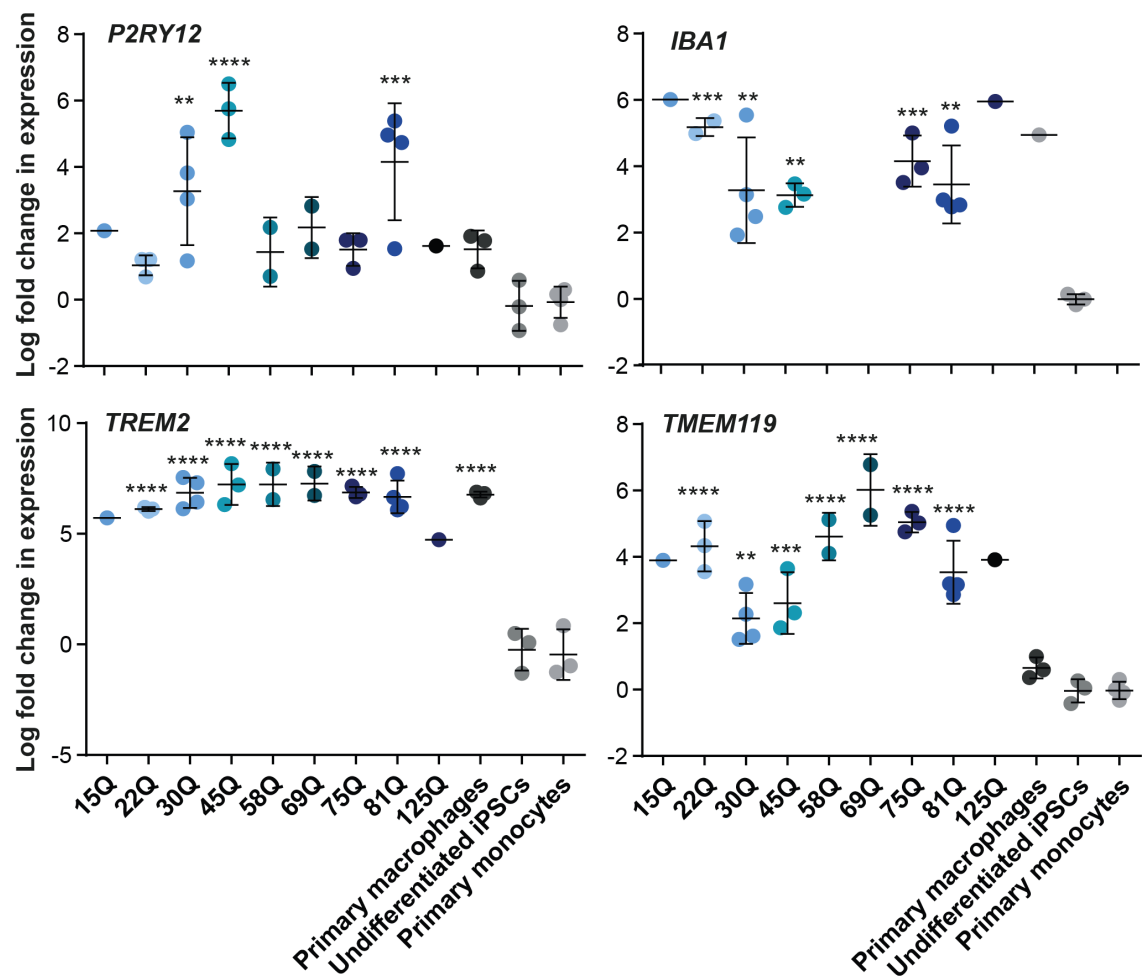 Log fold change in expression
P2RY12
8
6
4
2
0
-2
**
****
***
IBA1
8
6
4
2
0
-2
***
**
**
***
**
Log fold change in expression
TREM2
10
5
0
-5
****
****
****
****
****
****
****
****
15Q
22Q
30Q
45Q
58Q
69Q
75Q
81Q
125Q
Primary macrophages
Undifferentiated iPSCs
Primary monocytes
TMEM119
8
6
4
2
0
-2
****
**
***
****
****
****
****
15Q
22Q
30Q
45Q
58Q
69Q
75Q
81Q
125Q
Primary macrophages
Undifferentiated iPSCs
Primary monocytes